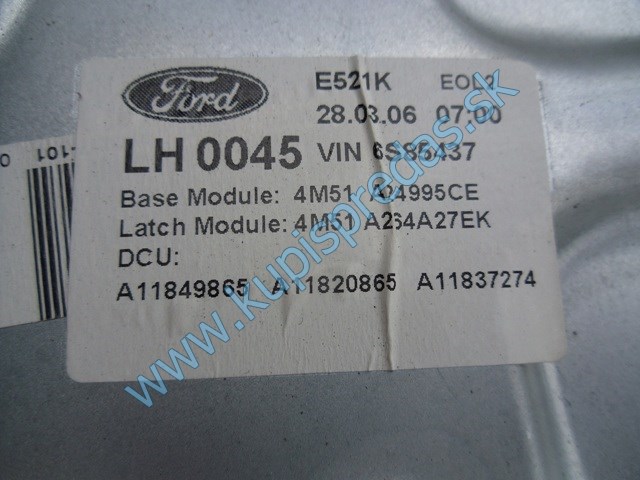 Ford
E521K EOL2
28.03.06 07:00
LH 0045 VIN 6S85437
Base Module: 4M51 A24995CE
Latch Module: 4M51 A264A27EK
DCU:
A11849865 A11820865 A11837274
www.kupispredas.sk